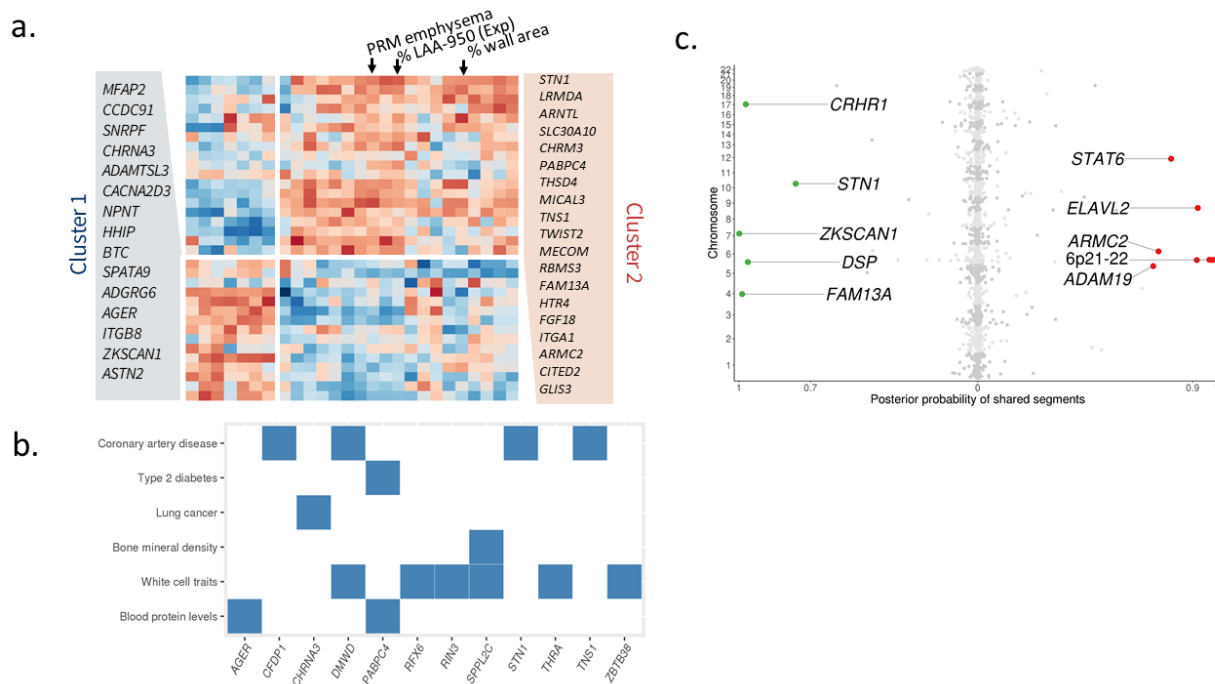 a.
PRM emphysema
% LAA-950 (Exp)
% wall area
Cluster 1
MFAP2
CCDC91
SNRPF
CHRNA3
ADAMTSL3
CACNA2D3
NPNT
HHIP
BTC
SPATA9
ADGRG6
AGER
ITGB8
ZKSCAN1
ASTN2
STN1
LRMDA
ARNTL
SLC30A10
CHRM3
PABPC4
THSD4
MICAL3
TNS1
TWIST2
MECOM
RBMS3
FAM13A
HTR4
FGF18
ITGA1
ARMC2
CITED2
GLIS3
Cluster 2
b.
Coronary artery disease
Type 2 diabetes
Lung cancer
Bone mineral density
White cell traits
Blood protein levels
AGER
CFDP1
CHRNA3
DMWD
PABPC4
RFX6
RIN3
SPPL2C
STN1
THRA
TNS1
ZBTB38
c.
Chromosome
22
21
20
19
18
17
16
15
14
13
12
11
10
9
8
7
6
5
4
3
2
1
CRHR1
STN1
ZKSCAN1
DSP
FAM13A
STAT6
ELAVL2
ARMC2
6p21-22
ADAM19
1 0.7 0 0.9
Posterior probability of shared segments